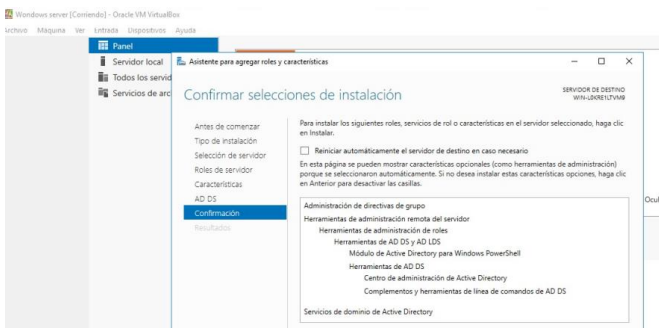 Wondows server [Corriendo] - Oracle VM VirtualBox
Archivo Máquina Ver Entrada Dispositivos Ayuda
Panel
Servidor local
Todos los servid
Servicios de arc
Asistente para agregar roles y características
Confirmar selecciones de instalación
SERVIDOR DE DESTINO
Antes de comenzar
Tipo de instalación
Selección de servidor
Roles de servidor
Características
AD DS
Confirmación
Resultados
Para instalar los siguientes roles, servicios de rol o características en el servidor seleccionado, haga clic
en Instalar.
Reiniciar automáticamente el servidor de destino en caso necesario
En esta página se pueden mostrar características opcionales (como herramientas de administración)
porque se seleccionaron automáticamente. Si no desea instalar estas características opciones, haga clic
en Anterior para desactivar las casillas.
Administración de directivas de grupo
Herramientas de administración remota del servidor
Herramientas de administración de roles
Herramientas de AD DS y AD LDS
Módulo de Active Directory para Windows PowerShell
Herramientas de AD DS
Centro de administración de Active Directory
Complementos y herramientas de línea de comandos de AD DS
Servicios de dominio de Active Directory
Ocul